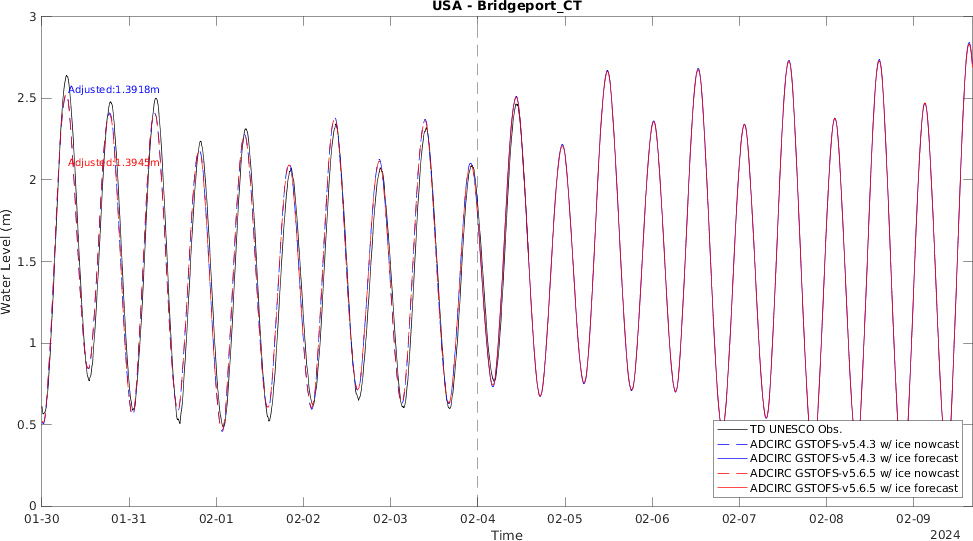 USA - Bridgeport_CT
3
2.5
2
1.5
1
0.5
0
Water Level (m)
Adjusted:1.3918m
Adjusted:1.3945m
TD UNESCO Obs.
ADCIRC GSTOFS-v5.4.3 w/ ice nowcast
ADCIRC GSTOFS-v5.4.3 w/ ice forecast
ADCIRC GSTOFS-v5.6.5 w/ ice nowcast
ADCIRC GSTOFS-v5.6.5 w/ ice forecast
01-30 01-31 02-01 02-02 02-03 02-04 02-05 02-06 02-07 02-08 02-09
Time
2024